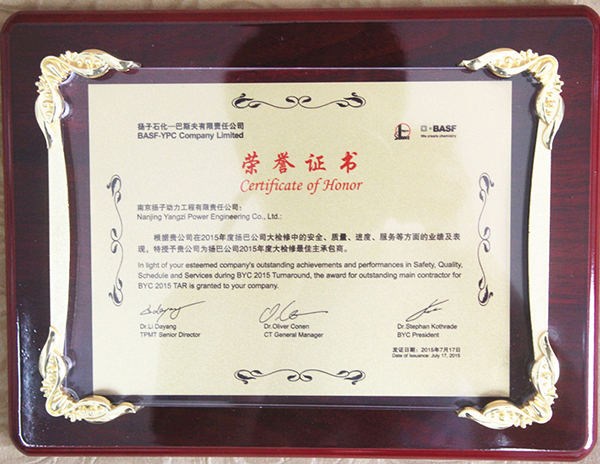 扬子石化—巴斯夫有限责任公司
BASF-YPC Company Limited
BASF
We create chemistry
荣誉证书
Certificate of Honor
南京扬子动力工程有限责任公司:
Nanjing Yangzi Power Engineering Co., Ltd.:
根据贵公司在2015年度扬巴公司大检修中的安全、质量、进度、服务等方面的业绩及表
现，特授予贵公司为扬巴公司2015年度大检修最佳主承包商。
In light of your esteemed company's outstanding achievements and performances in Safety, Quality,
Schedule and Services during BYC 2015 Turnaround, the award for outstanding main contractor for
BYC 2015 TAR is granted to your company.
Dr.Li Dayang
TPMT Senior Director
Dr.Oliver Conen
CT General Manager
Dr.Stephan Kothrade
BYC President
发证日期：2015年7月17日
Date of Issuance: July 17, 2015